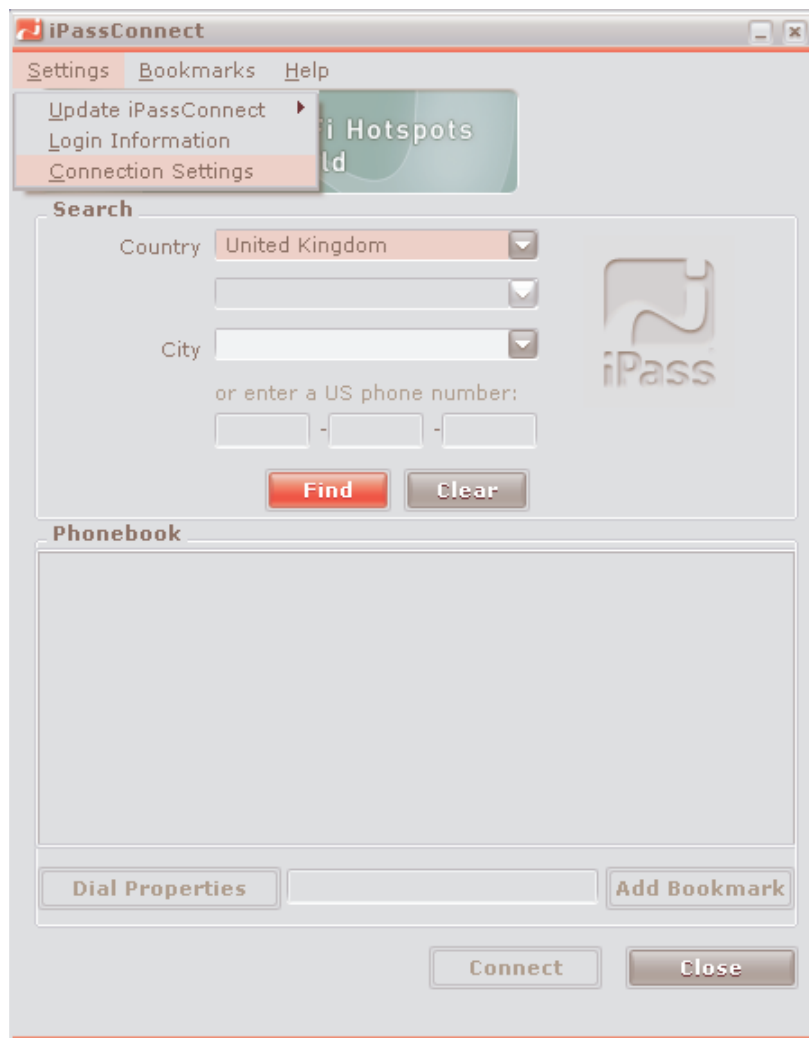 iPassConnect
Settings Bookmarks Help
Update iPassConnect
Login Information
Connection Settings
Hotspots
Search
Country United Kingdom
City
iPass
or enter a US phone number:
- -
Find Clear
Phonebook
Dial Properties Add Bookmark
Connect Close